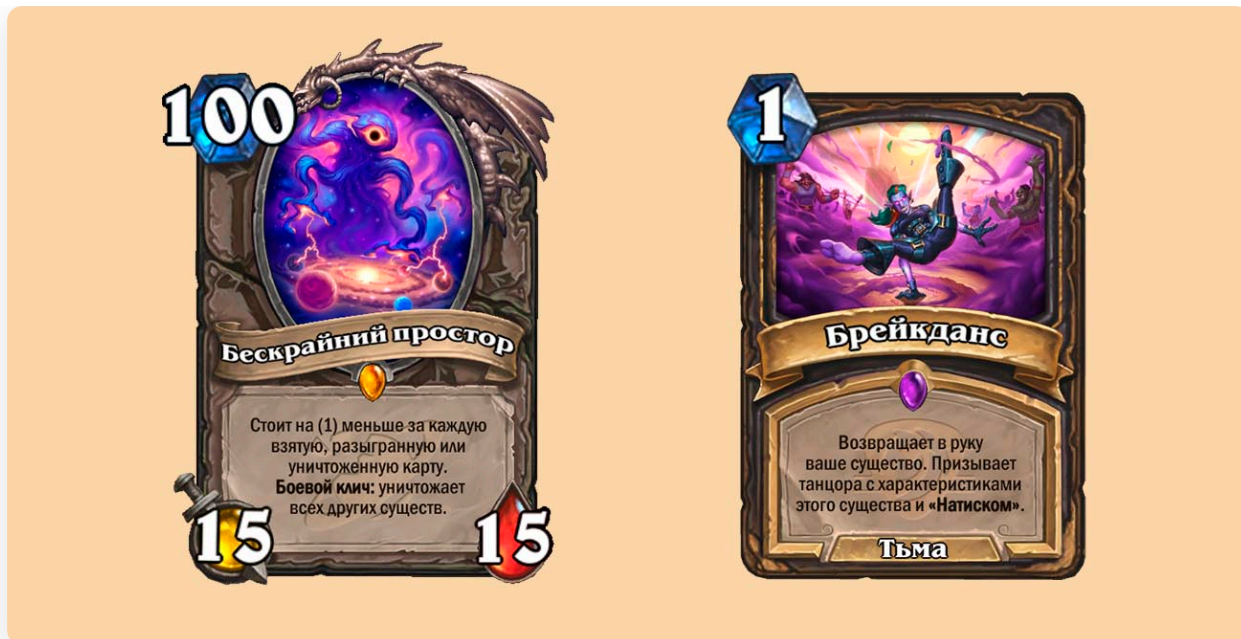 100
Бескрайний простор
Стоит на (1) меньше за каждую
взятую, разыгранную или
уничтоженную карту.
Боевой клич: уничтожает
всех других существ.
15
15
1
Брейкданс
Возвращает в руку
ваше существо. Призывает
танцора с характеристиками
этого существа и «Натиском».
Тьма